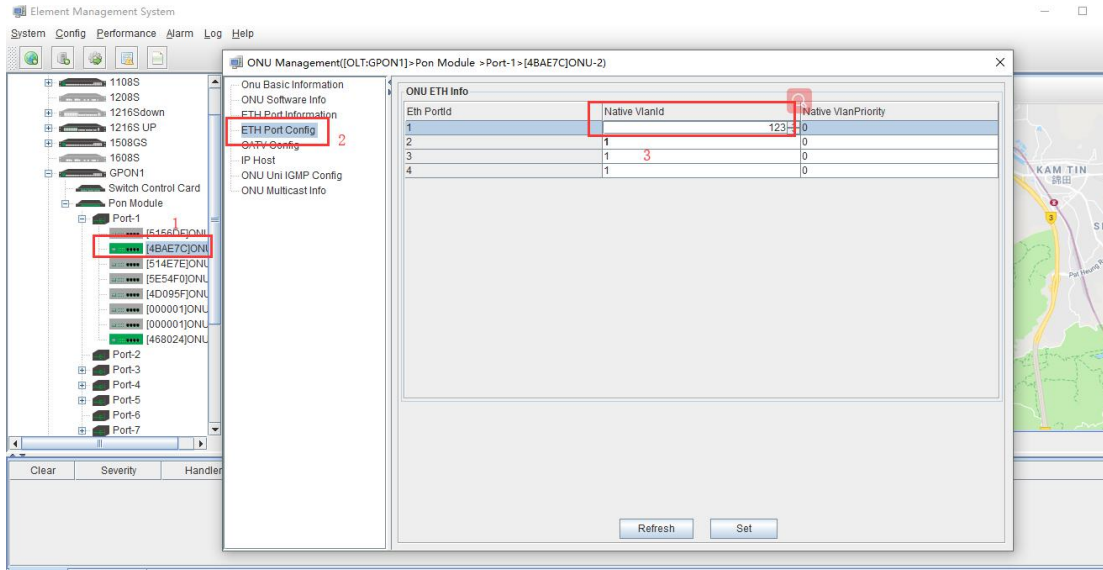 Element Management System
System Config Performance Alarm Log Help
1108S
1208S
1216Sdown
1216S UP
1508GS
1608S
GPON1
Switch Control Card
Pon Module
Port-1
1
[5156DF]ONU
[4BAE7C]ONU
[514E7E]ONU
[5E54F0]ONU
[4D095F]ONU
[000001]ONU
[000001]ONU
[468024]ONU
Port-2
Port-3
Port-4
Port-5
Port-6
Port-7
ONU Management([OLT:GPON1]>Pon Module >Port-1>[4BAE7C]ONU-2)
Onu Basic Information
ONU Software Info
ETH Port Information
ETH Port Config
2
CATV Config
IP Host
ONU Uni IGMP Config
ONU Multicast Info
ONU ETH Info
Eth PortId Native VlanId Native VlanPriority
1 123 0
2 1 0
3 1 3 0
4 1 0
Refresh Set
KAM TIN
錦田
3
Clear Severity Handler